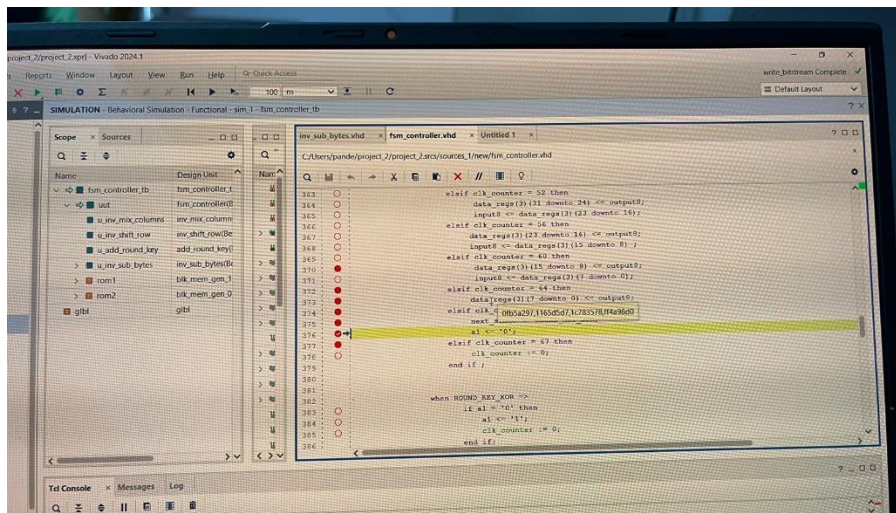 project_2/project_2.xpr] - Vivado 2024.1
Reports Window Layout View Run Help Quick Access
write_bitstream Complete
100 ms
Default Layout
SIMULATION - Behavioral Simulation - Functional - sim_1 - fsm_controller_tb
Scope Sources
Name Design Unit
fsm_controller_tb fsm_controller_t
uut fsm_controller(B
u_inv_mix_columns inv_mix_column
u_inv_shift_row inv_shift_row(Be
u_add_round_key add_round_key(
u_inv_sub_bytes inv_sub_bytes(Be
rom1 blk_mem_gen_1
rom2 blk_mem_gen_0
glbl glbl
inv_sub_bytes.vhd fsm_controller.vhd Untitled 1
C:/Users/pande/project_2/project_2.srcs/sources_1/new/fsm_controller.vhd
363 elsif clk_counter = 52 then
364 data_regs(3)(31 downto 24) <= output8;
365 input8 <= data_regs(3)(23 downto 16);
366 elsif clk_counter = 56 then
367 data_regs(3)(23 downto 16) <= output8;
368 input8 <= data_regs(3)(15 downto 8) ;
369 elsif clk_counter = 60 then
370 data_regs(3)(15 downto 8) <= output8;
371 input8 <= data_regs(3)(7 downto 0);
372 elsif clk_counter = 64 then
373 data_regs(3)(7 downto 0) <= output8;
374 elsif clk_c
0fb5a297,1165d5d7,1c783578,ff4a98d0
375
376 s1 <= '0';
377 elsif clk_counter = 67 then
378 clk_counter := 0;
379 end if ;
380
381
382 when ROUND_KEY_XOR =>
383 if s1 = '0' then
384 s1 <= '1';
385 clk_counter := 0;
386 end if;
Tcl Console Messages Log